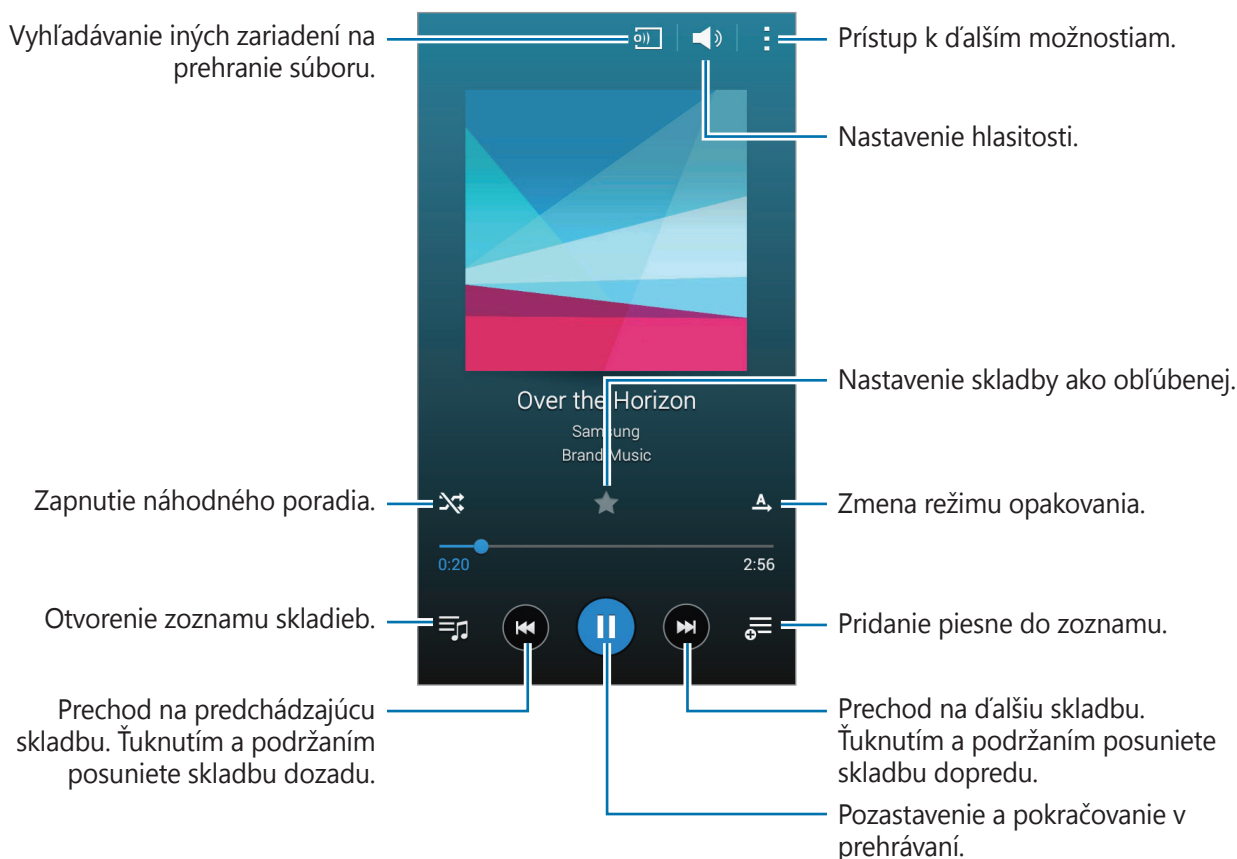 Vyhľadávanie iných zariadení na
prehranie súboru.
Prístup k ďalším možnostiam.
Nastavenie hlasitosti.
Nastavenie skladby ako obľúbenej.
Over the Horizon
Samsung
Brand Music
Zapnutie náhodného poradia.
A
Zmena režimu opakovania.
0:20
2:56
Otvorenie zoznamu skladieb.
Pridanie piesne do zoznamu.
Prechod na predchádzajúcu
skladbu. Ťuknutím a podržaním
posuniete skladbu dozadu.
Prechod na ďalšiu skladbu.
Ťuknutím a podržaním posuniete
skladbu dopredu.
Pozastavenie a pokračovanie v
prehrávaní.